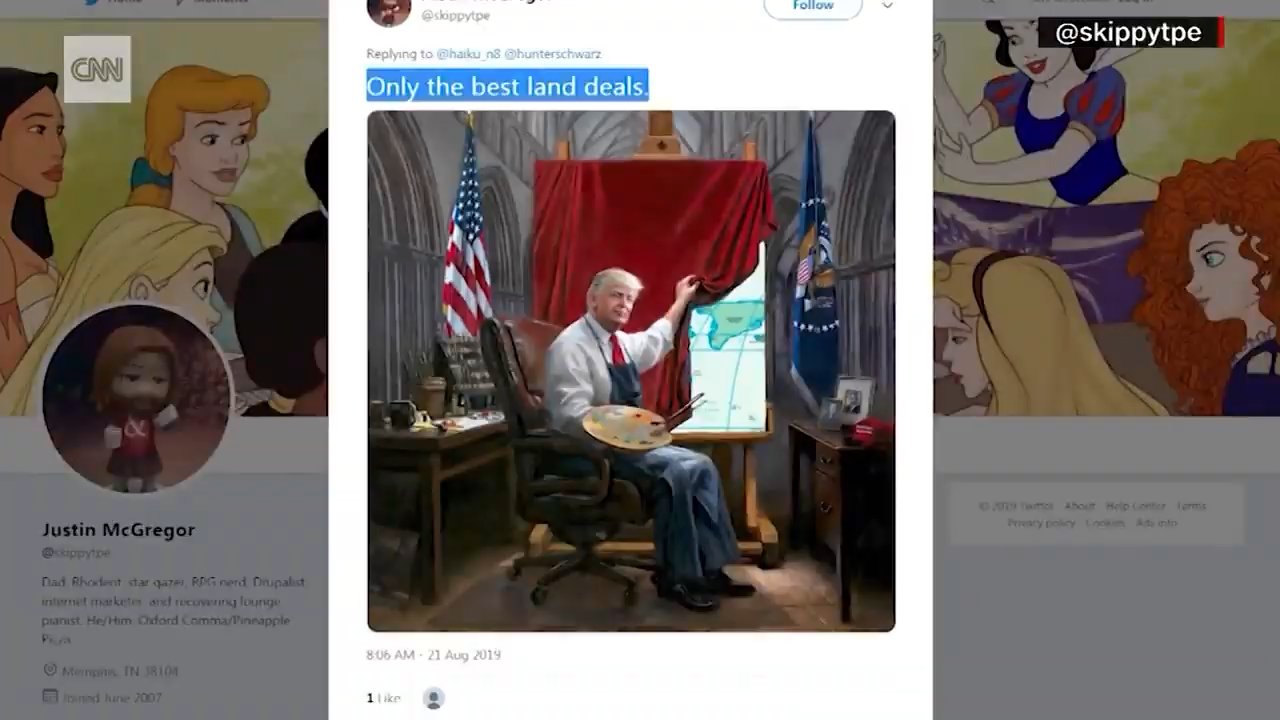 Home
Moments
@skippytpe
Follow
@skippytpe
CNN
Replying to @haiku_n8 @hunterschwarz
Only the best land deals.
Justin McGregor
@skippytpe
Dad, Rhodent, star gazer, RPG nerd, Drupalist,
internet marketer, and recovering lounge
pianist. He/Him. Oxford Comma/Pineapple
Pizza
Memphis, TN 38104
Joined June 2007
© 2019 Twitter About Help Center Terms
Privacy policy Cookies Ads info
8:06 AM - 21 Aug 2019
1 Like